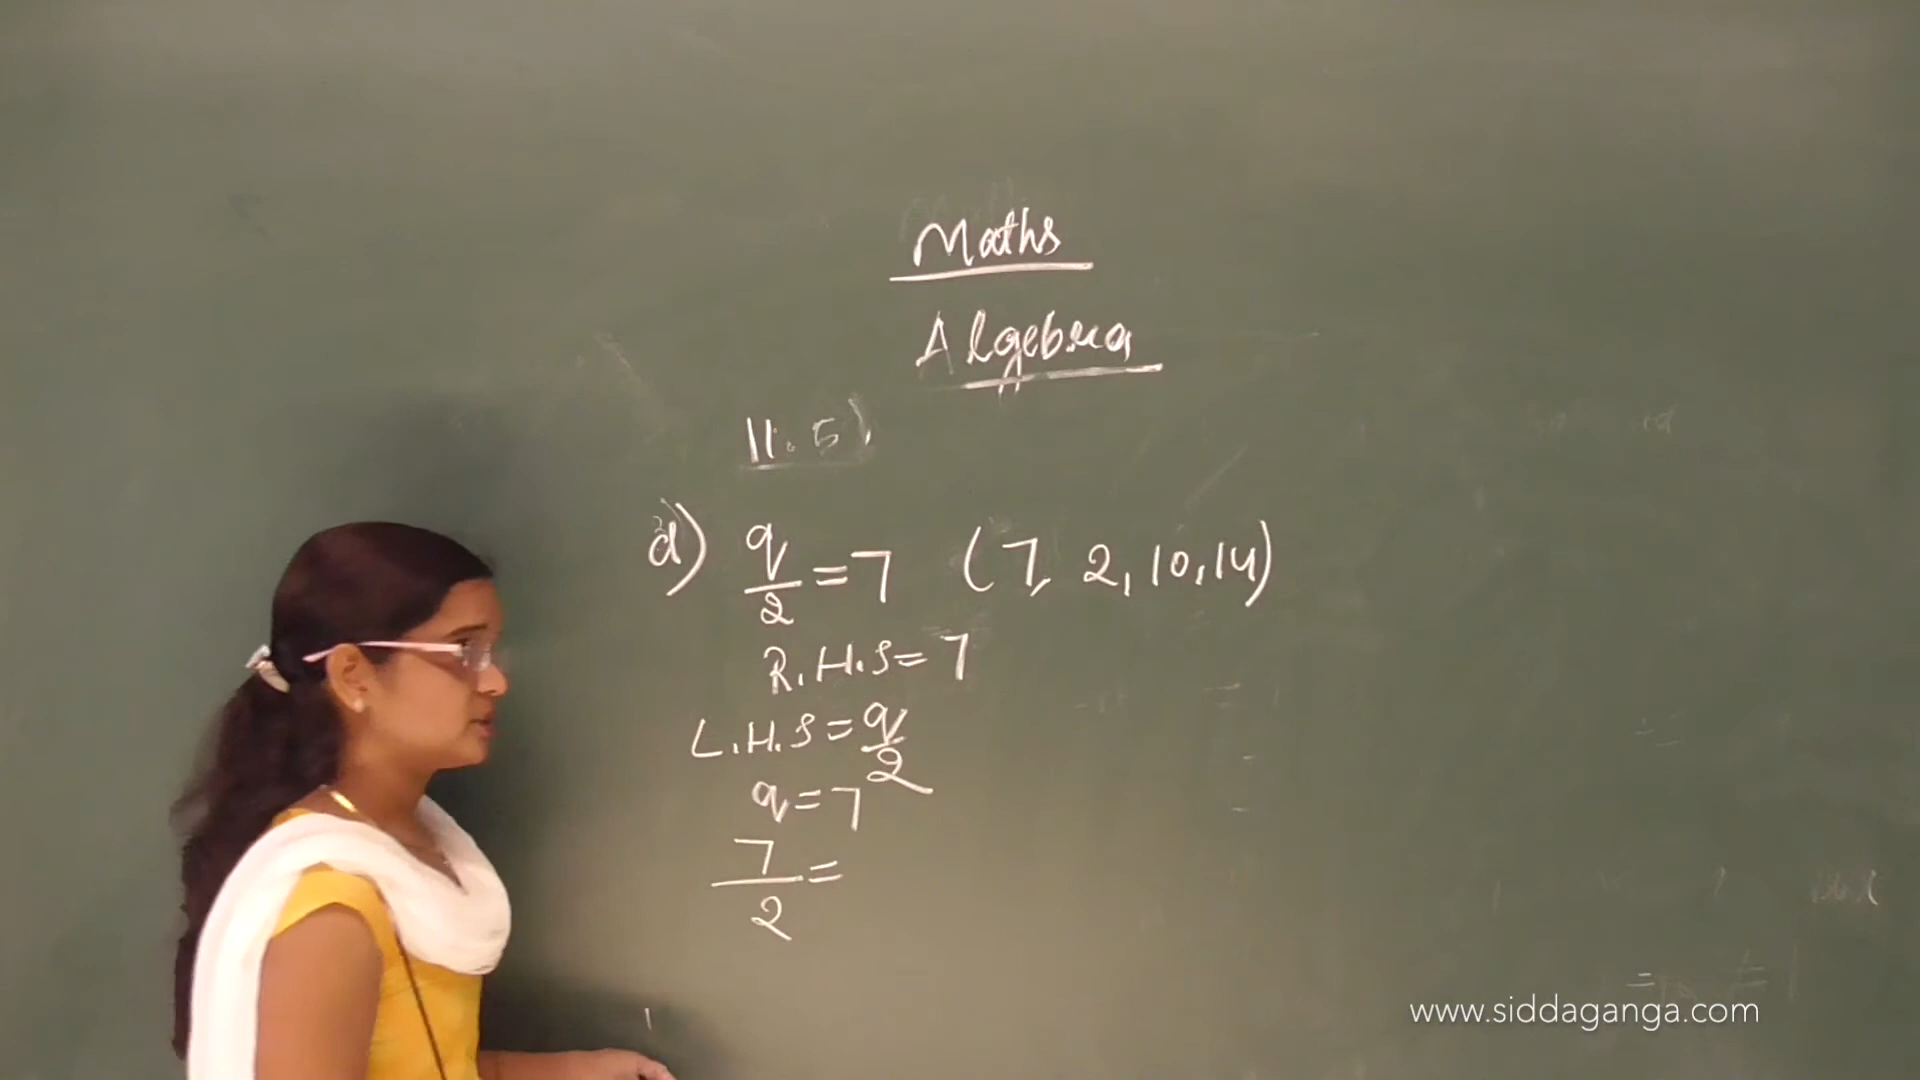 Maths
Algebra
11.5)
d) q/2 = 7 (7, 2, 10, 14)
R.H.S = 7
L.H.S = q/2
q = 7
7/2 =
www.siddaganga.com